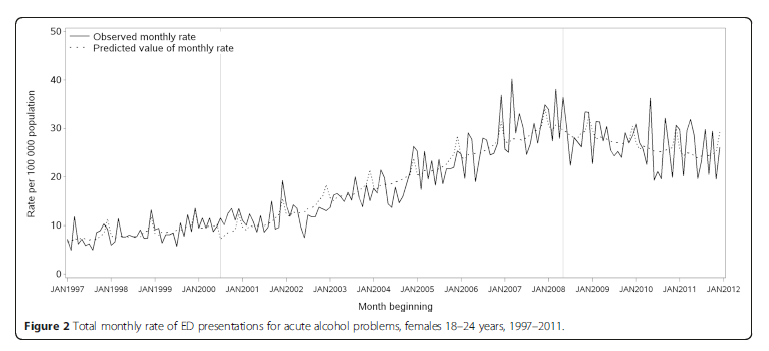 Observed monthly rate
Predicted value of monthly rate
Rate per 100 000 population
50
40
30
20
10
0
JAN1997 JAN1998 JAN1999 JAN2000 JAN2001 JAN2002 JAN2003 JAN2004 JAN2005 JAN2006 JAN2007 JAN2008 JAN2009 JAN2010 JAN2011 JAN2012
Month beginning
Figure 2 Total monthly rate of ED presentations for acute alcohol problems, females 18–24 years, 1997–2011.